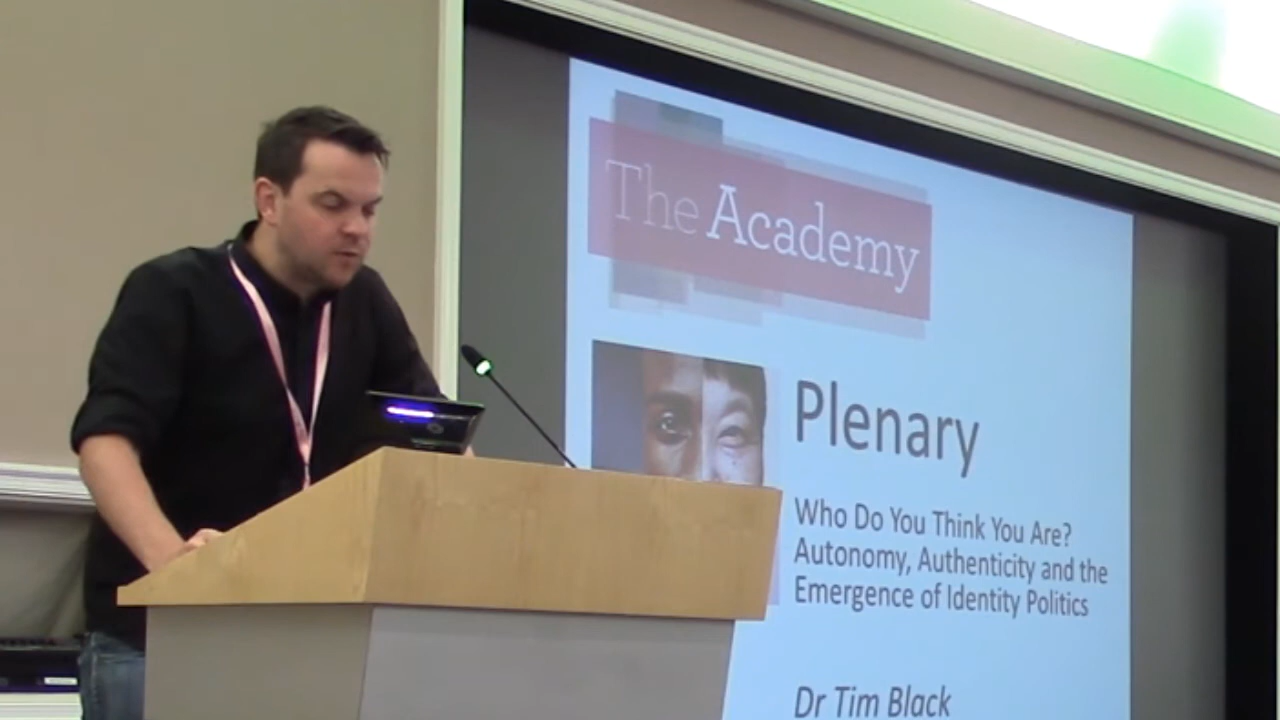 The Academy
Plenary
Who Do You Think You Are?
Autonomy, Authenticity and the
Emergence of Identity Politics
Dr Tim Black